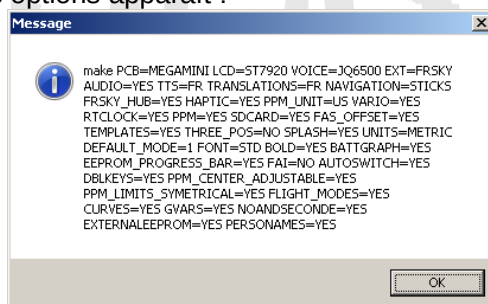 options apparaît :
Message
make PCB=MEGAMINI LCD=ST7920 VOICE=JQ6500 EXT=FRSKY
AUDIO=YES TTS=FR TRANSLATIONS=FR NAVIGATION=STICKS
FRSKY_HUB=YES HAPTIC=YES PPM_UNIT=US VARIO=YES
RTCLOCK=YES PPM=YES SDCARD=YES FAS_OFFSET=YES
TEMPLATES=YES THREE_POS=NO SPLASH=YES UNITS=METRIC
DEFAULT_MODE=1 FONT=STD BOLD=YES BATTGRAPH=YES
EEPROM_PROGRESS_BAR=YES FAI=NO AUTOSWITCH=YES
DBLKEYS=YES PPM_CENTER_ADJUSTABLE=YES
PPM_LIMITS_SYMETRICAL=YES FLIGHT_MODES=YES
CURVES=YES GVARS=YES NOANDSECONDE=YES
EXTERNALEEPROM=YES PERSONAMES=YES
OK